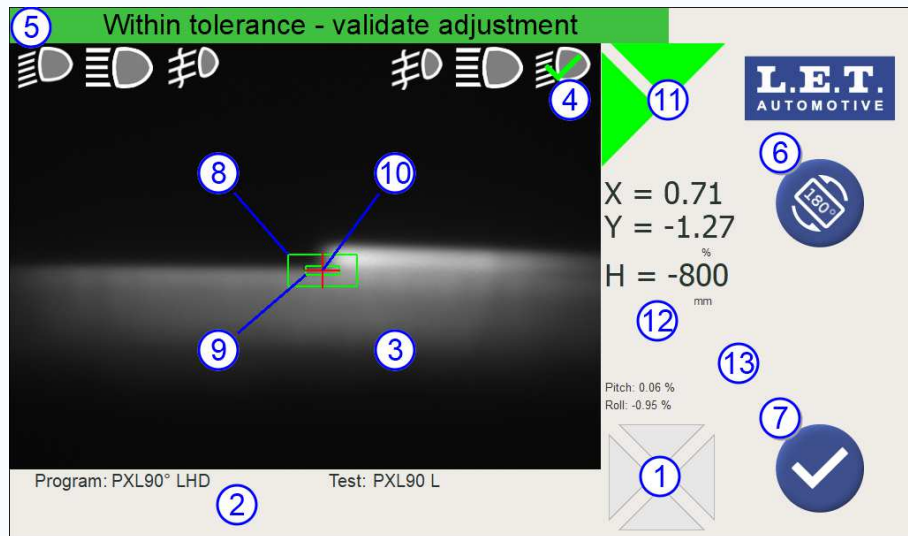 5
Within tolerance - validate adjustment
4
11
L.E.T.
AUTOMOTIVE
6
180°
8
10
X = 0.71
Y = -1.27
%
H = -800
mm
12
9
3
13
Pitch: 0.06 %
Roll: -0.95 %
7
1
Program: PXL90° LHD
Test: PXL90 L
2